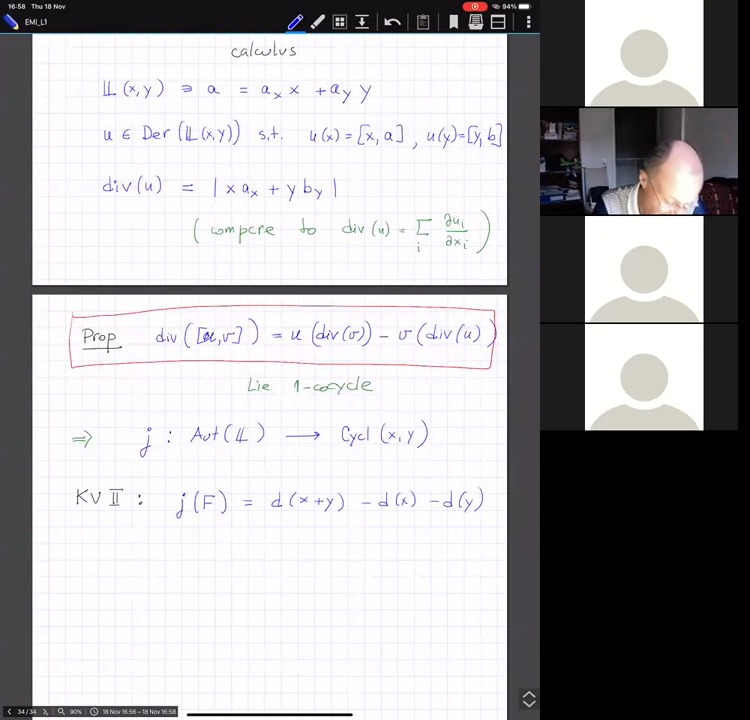 16:58 Thu 18 Nov
94%
EMI_L1
calculus
𝕃(x,y) ∋ a = aₓ x + a_y y
u ∈ Der(𝕃(x,y)) s.t. u(x) = [x,a], u(y) = [y,b]
div(u) = |x aₓ + y b_y|
(compare to div(u) = Σ_i ∂u_i/∂x_i)
Prop div([u,v]) = u(div(v)) - v(div(u))
Lie 1-cocycle
⇒ j : Aut(𝕃) ⟶ Cycl(x,y)
KV II : j(F) = d(x+y) - d(x) - d(y)
34/34 90% 18 Nov 16:56 – 18 Nov 16:58